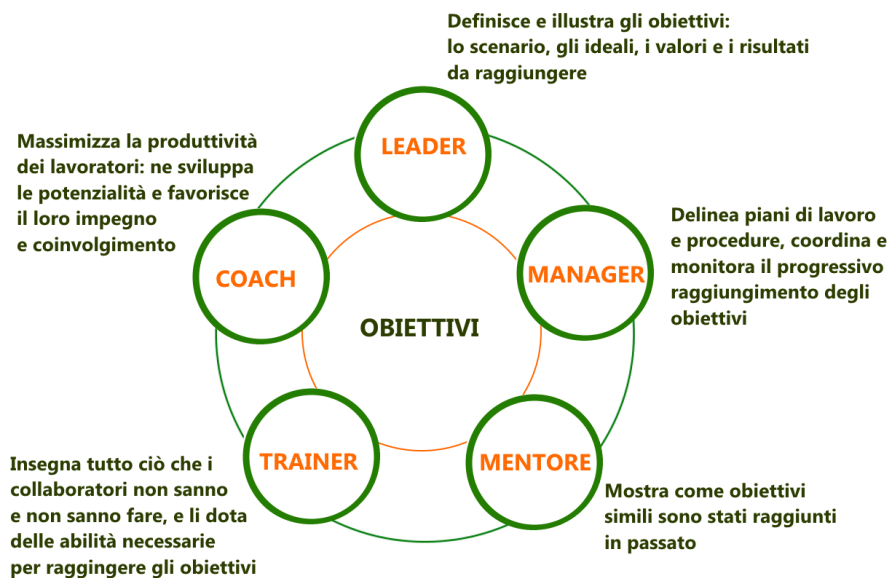 Definisce e illustra gli obiettivi:
lo scenario, gli ideali, i valori e i risultati
da raggiungere
LEADER
Massimizza la produttività
dei lavoratori: ne sviluppa
le potenzialità e favorisce
il loro impegno
e coinvolgimento
COACH
MANAGER
Delinea piani di lavoro
e procedure, coordina e
monitora il progressivo
raggiungimento degli
obiettivi
OBIETTIVI
TRAINER
Insegna tutto ciò che i
collaboratori non sanno
e non sanno fare, e li dota
delle abilità necessarie
per raggingere gli obiettivi
MENTORE
Mostra come obiettivi
simili sono stati raggiunti
in passato